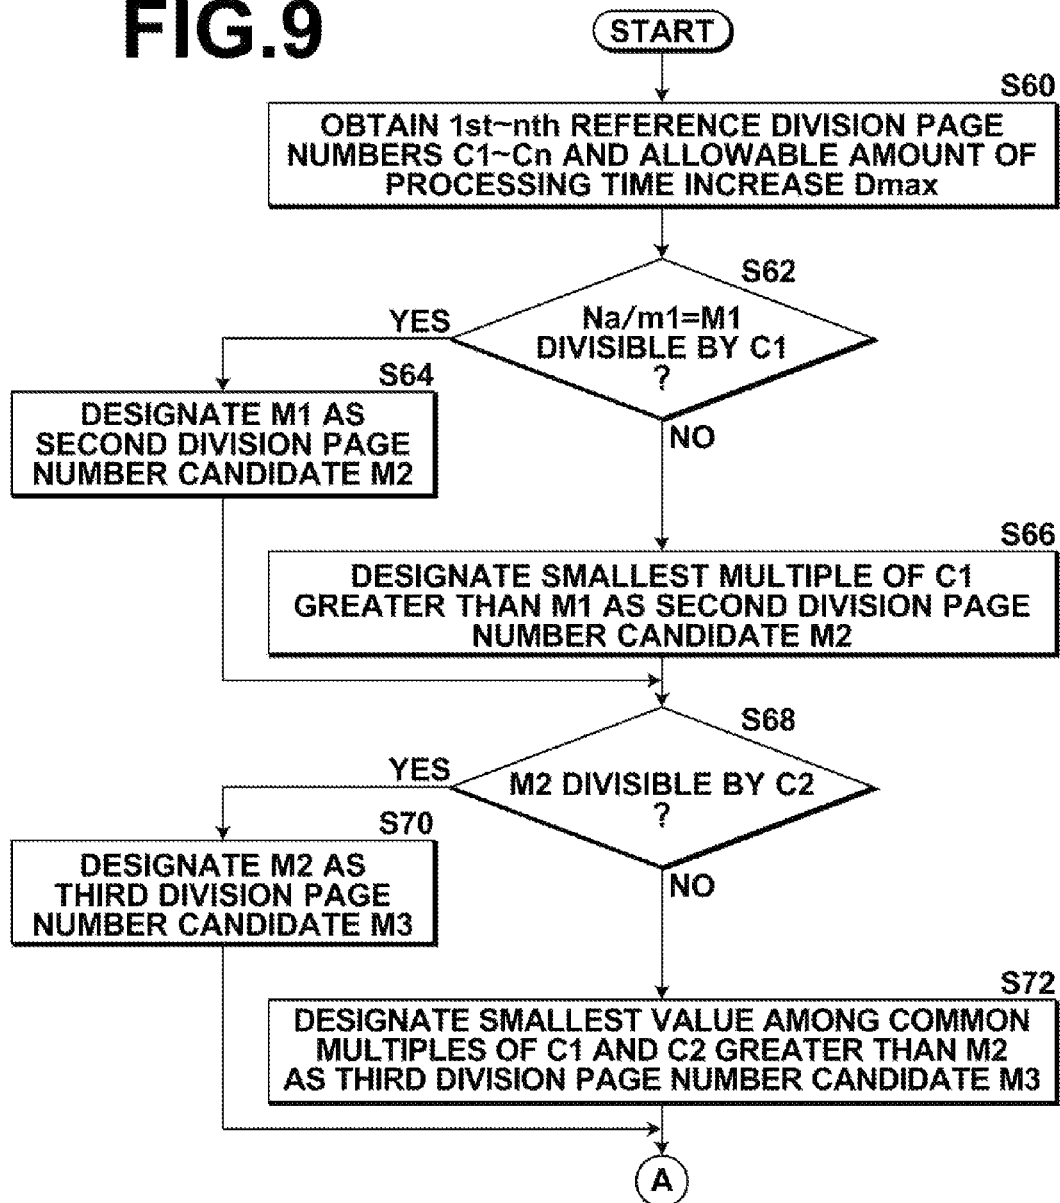 FIG.9
START
S60
OBTAIN 1st~nth REFERENCE DIVISION PAGE
NUMBERS C1~Cn AND ALLOWABLE AMOUNT OF
PROCESSING TIME INCREASE Dmax
S62
Na/m1=M1
DIVISIBLE BY C1
?
YES
NO
S64
DESIGNATE M1 AS
SECOND DIVISION PAGE
NUMBER CANDIDATE M2
S66
DESIGNATE SMALLEST MULTIPLE OF C1
GREATER THAN M1 AS SECOND DIVISION PAGE
NUMBER CANDIDATE M2
S68
M2 DIVISIBLE BY C2
?
YES
NO
S70
DESIGNATE M2 AS
THIRD DIVISION PAGE
NUMBER CANDIDATE M3
S72
DESIGNATE SMALLEST VALUE AMONG COMMON
MULTIPLES OF C1 AND C2 GREATER THAN M2
AS THIRD DIVISION PAGE NUMBER CANDIDATE M3
A